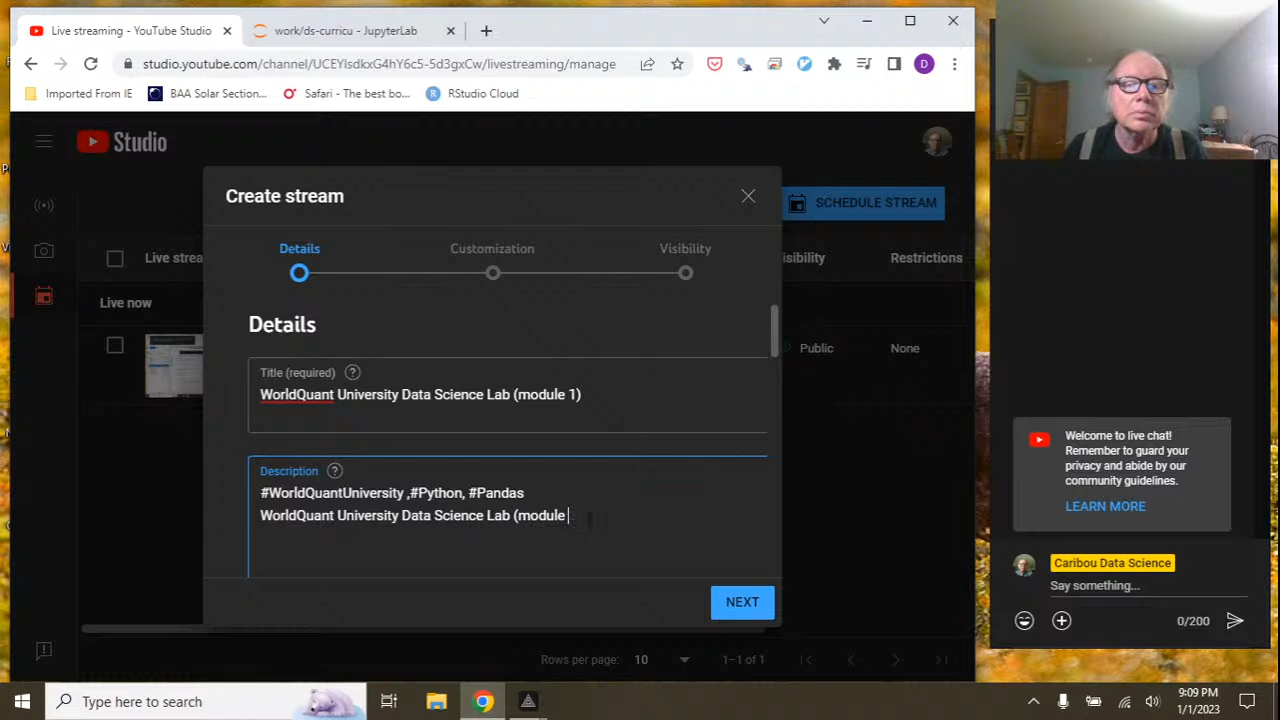 Live streaming - YouTube Studio
work/ds-curricu - JupyterLab
studio.youtube.com/channel/UCEYIsdkxG4hY6c5-5d3gxCw/livestreaming/manage
D
Imported From IE
BAA Solar Section...
Safari - The best bo...
R
RStudio Cloud
Studio
Create stream
SCHEDULE STREAM
Details
Customization
Visibility
Live strea
isibility
Restrictions
Live now
Details
Public
None
Title (required) ?
WorldQuant University Data Science Lab (module 1)
Description ?
#WorldQuantUniversity ,#Python, #Pandas
WorldQuant University Data Science Lab (module
NEXT
Rows per page: 10
1–1 of 1
Welcome to live chat!
Remember to guard your
privacy and abide by our
community guidelines.
LEARN MORE
Caribou Data Science
Say something...
0/200
Type here to search
9:09 PM
1/1/2023